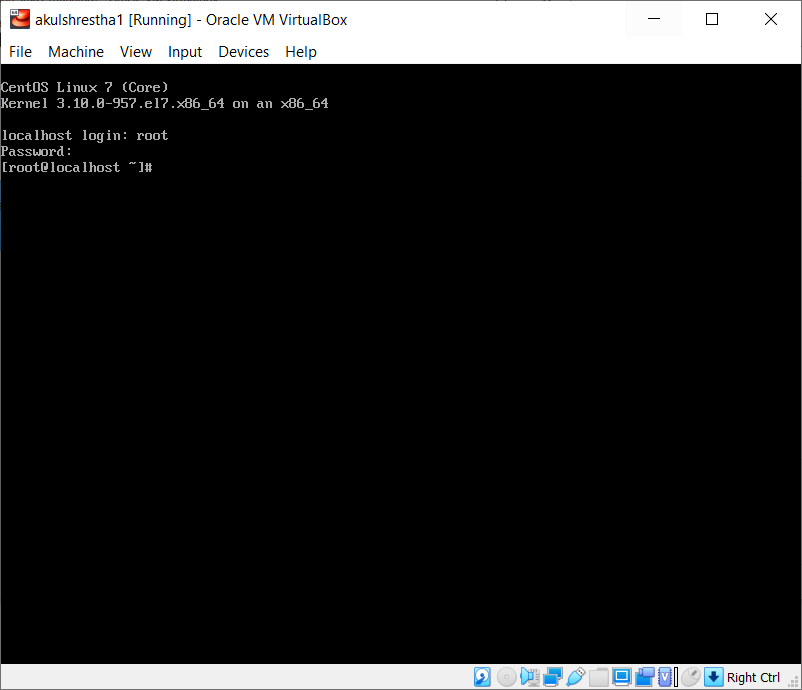 akulshrestha1 [Running] - Oracle VM VirtualBox
File Machine View Input Devices Help
CentOS Linux 7 (Core)
Kernel 3.10.0-957.el7.x86_64 on an x86_64
localhost login: root
Password:
[root@localhost ~]#
Right Ctrl